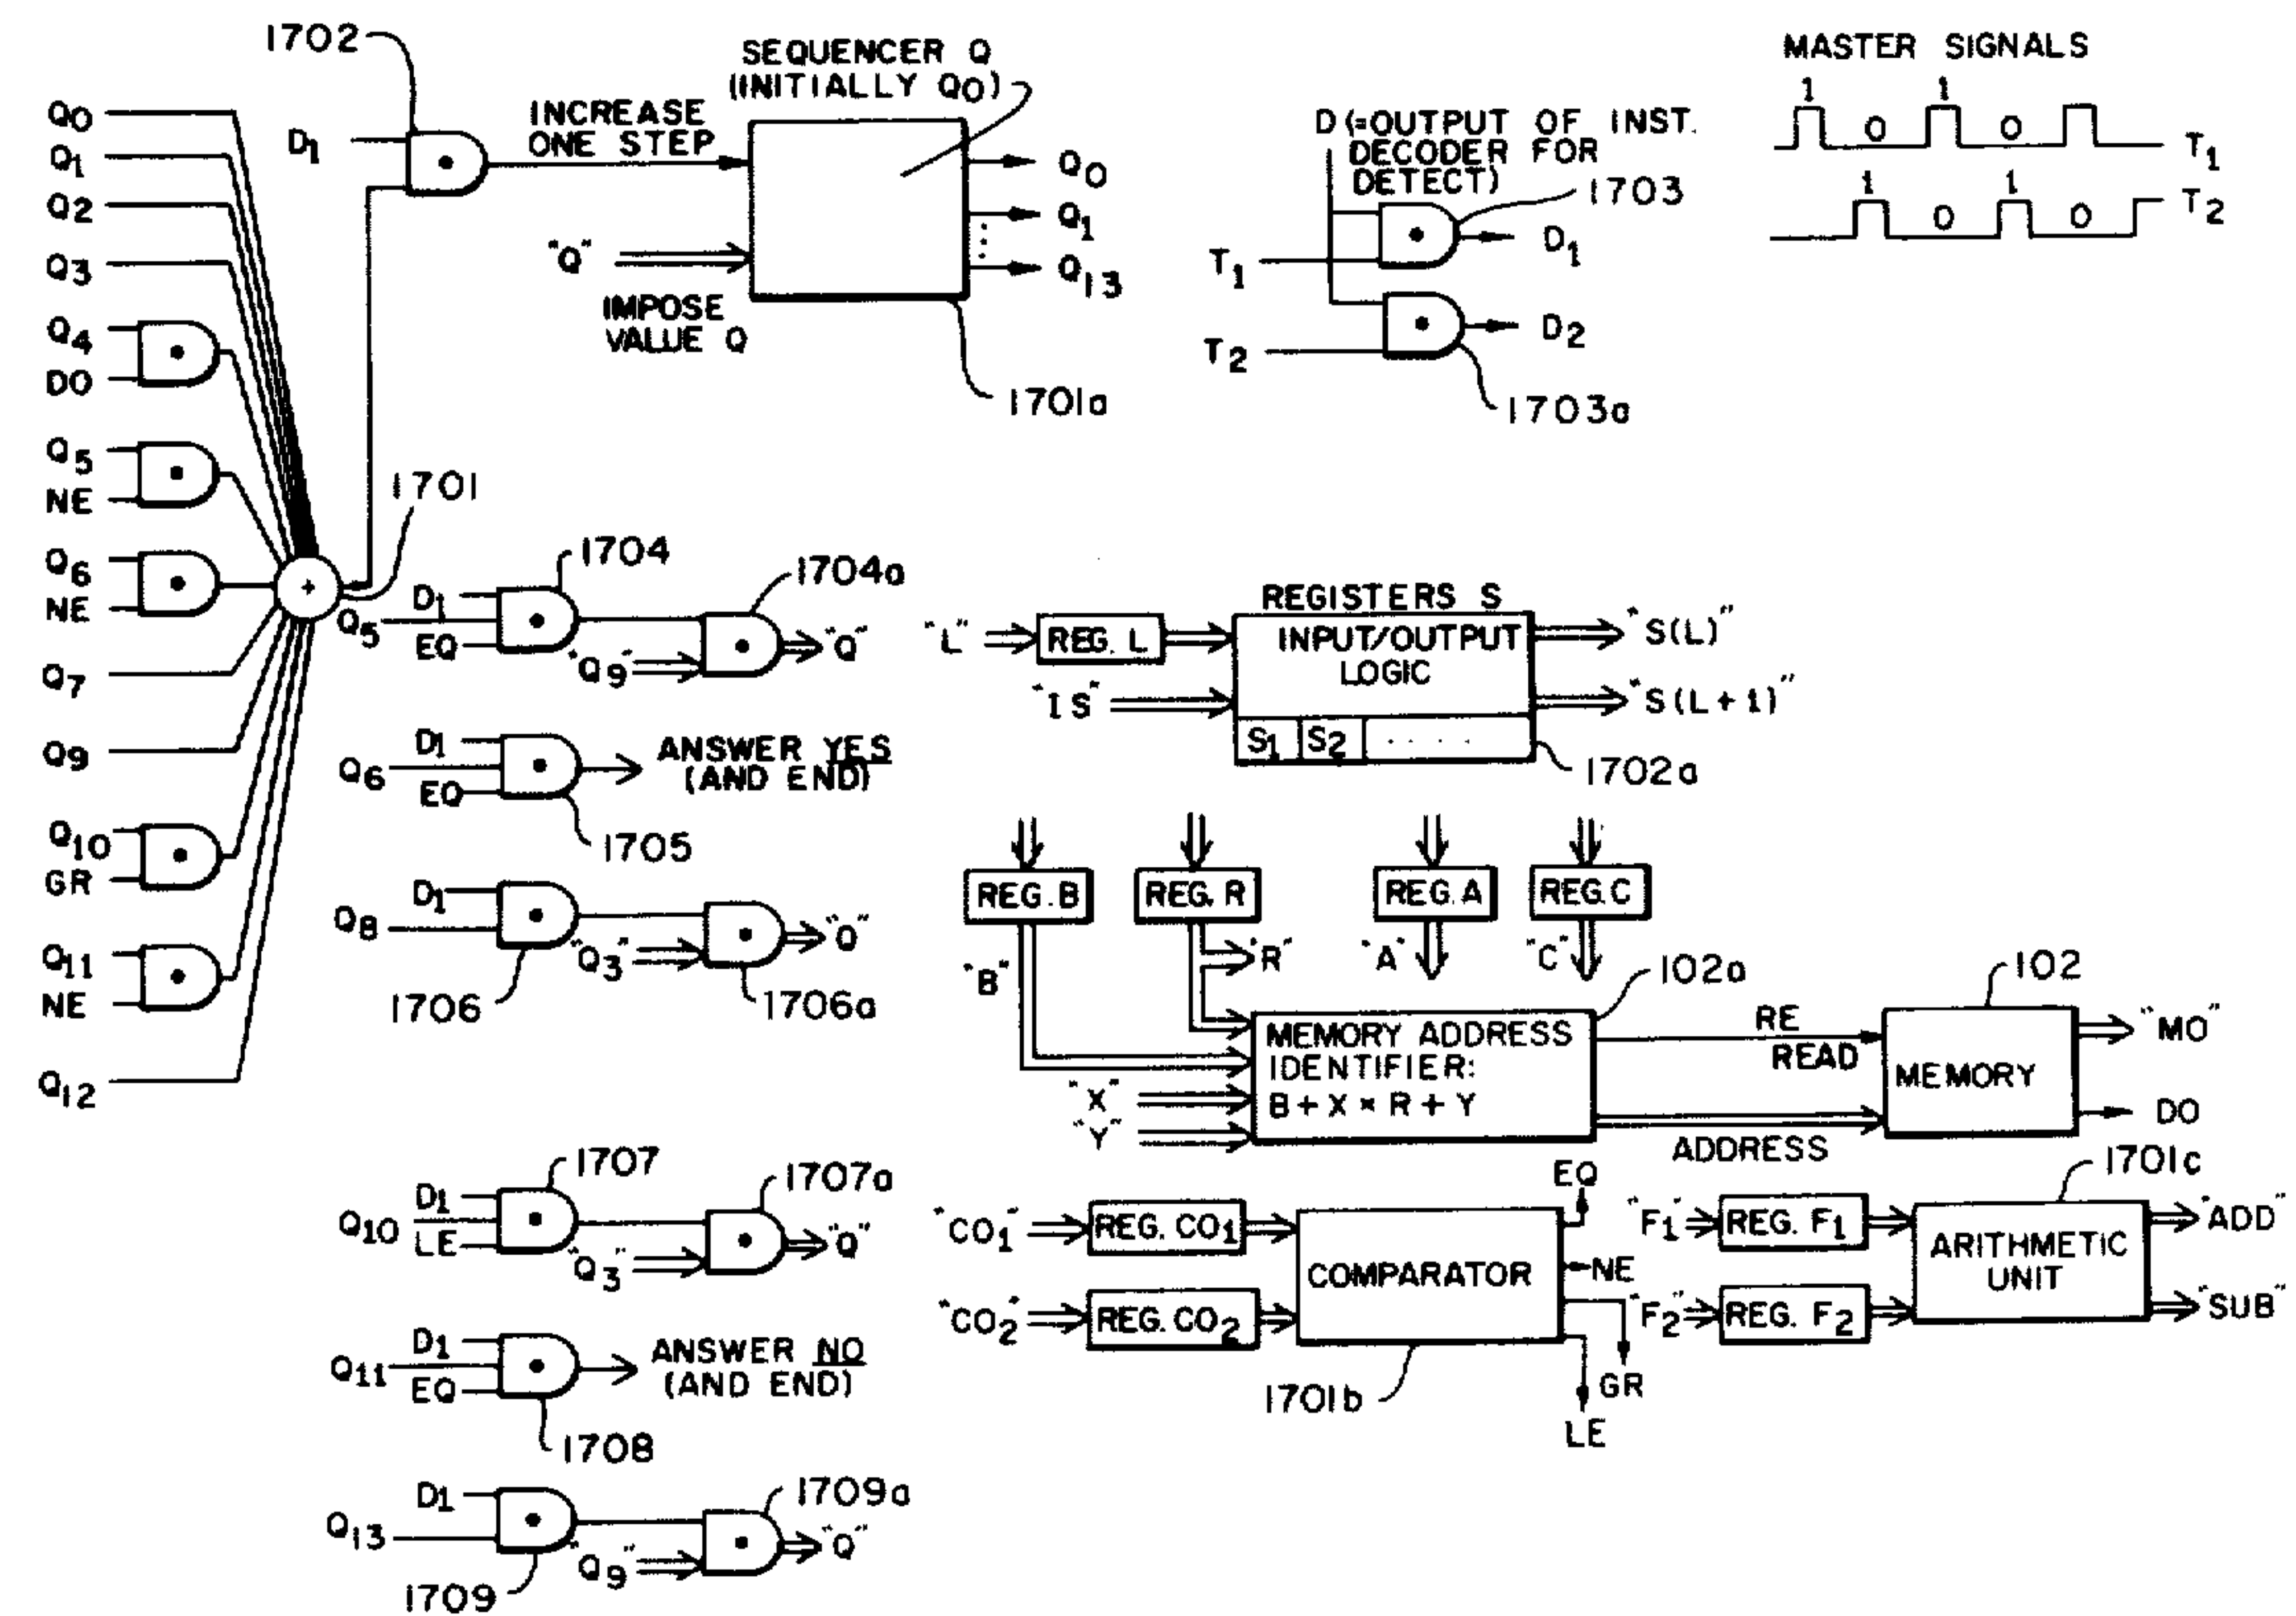 1702
SEQUENCER Q
(INITIALLY Q0)
MASTER SIGNALS
1 1
0 0
T1
1 1
0 0
T2
Q0
Q1
Q2
Q3
Q4
DO
Q5
NE
Q6
NE
Q7
Q9
Q10
GR
Q11
NE
Q12
D1
INCREASE
ONE STEP
"Q"
IMPOSE
VALUE Q
Q0
Q1
Q13
1701a
D (=OUTPUT OF INST.
DECODER FOR
DETECT)
1703
T1
D1
T2
D2
1703a
1701
+
1704
1704a
D1
Q5
EQ
"Q9"
"Q"
D1
Q6
EQ
ANSWER YES
(AND END)
1705
D1
Q8
"Q3"
"Q"
1706
1706a
1707
1707a
D1
Q10
LE
"Q3"
"Q"
D1
Q11
EQ
ANSWER NO
(AND END)
1708
1709a
D1
Q13
"Q9"
"Q"
1709
REGISTERS S
"L"
REG. L
INPUT/OUTPUT
LOGIC
"S(L)"
"IS"
"S(L+1)"
S1 S2 . . . .
1702a
REG. B
REG. R
REG. A
REG. C
"B"
"R"
"A"
"C"
102a
102
MEMORY ADDRESS
IDENTIFIER:
B + X * R + Y
"X"
"Y"
RE
READ
MEMORY
"MO"
DO
ADDRESS
1701c
"CO1"
REG. CO1
"CO2"
REG. CO2
COMPARATOR
EQ
NE
GR
LE
1701b
"F1"
REG. F1
"F2"
REG. F2
ARITHMETIC
UNIT
"ADD"
"SUB"